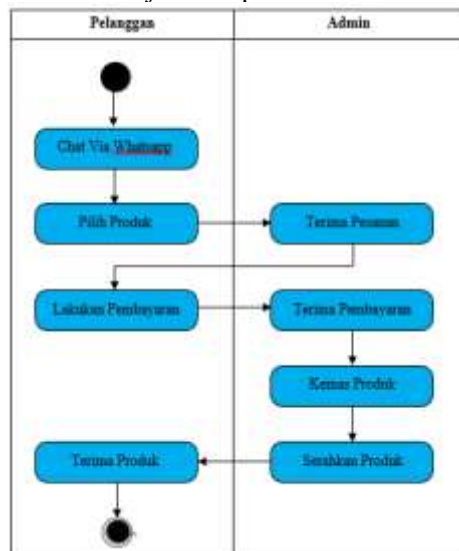 Pelanggan Admin
Chat Via Whatsapp
Pilih Produk Terima Pesanan
Lakukan Pembayaran Terima Pembayaran
Kemas Produk
Terima Produk Serahkan Produk